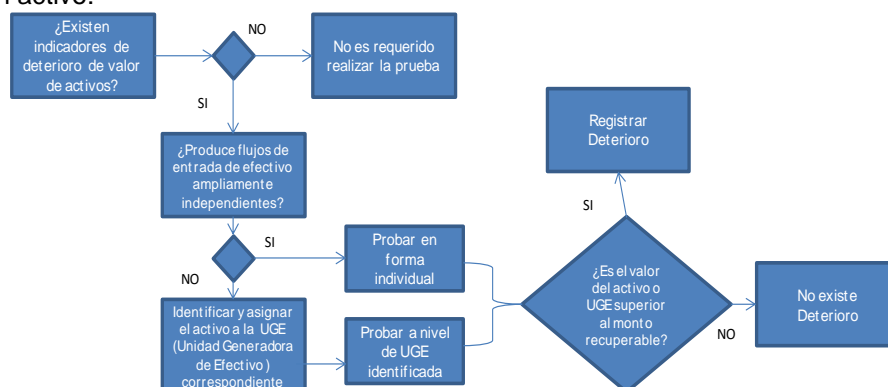 l activo.
¿Existen
indicadores de
deterioro de valor
de activos?
NO
No es requerido
realizar la prueba
SI
¿Produce flujos de
entrada de efectivo
ampliamente
independientes?
SI
NO
Probar en
forma
individual
Identificar y asignar
el activo a la UGE
(Unidad Generadora
de Efectivo)
correspondiente
Probar a nivel
de UGE
identificada
Registrar
Deterioro
SI
¿Es el valor
del activo o
UGE superior
al monto
recuperable?
NO
No existe
Deterioro